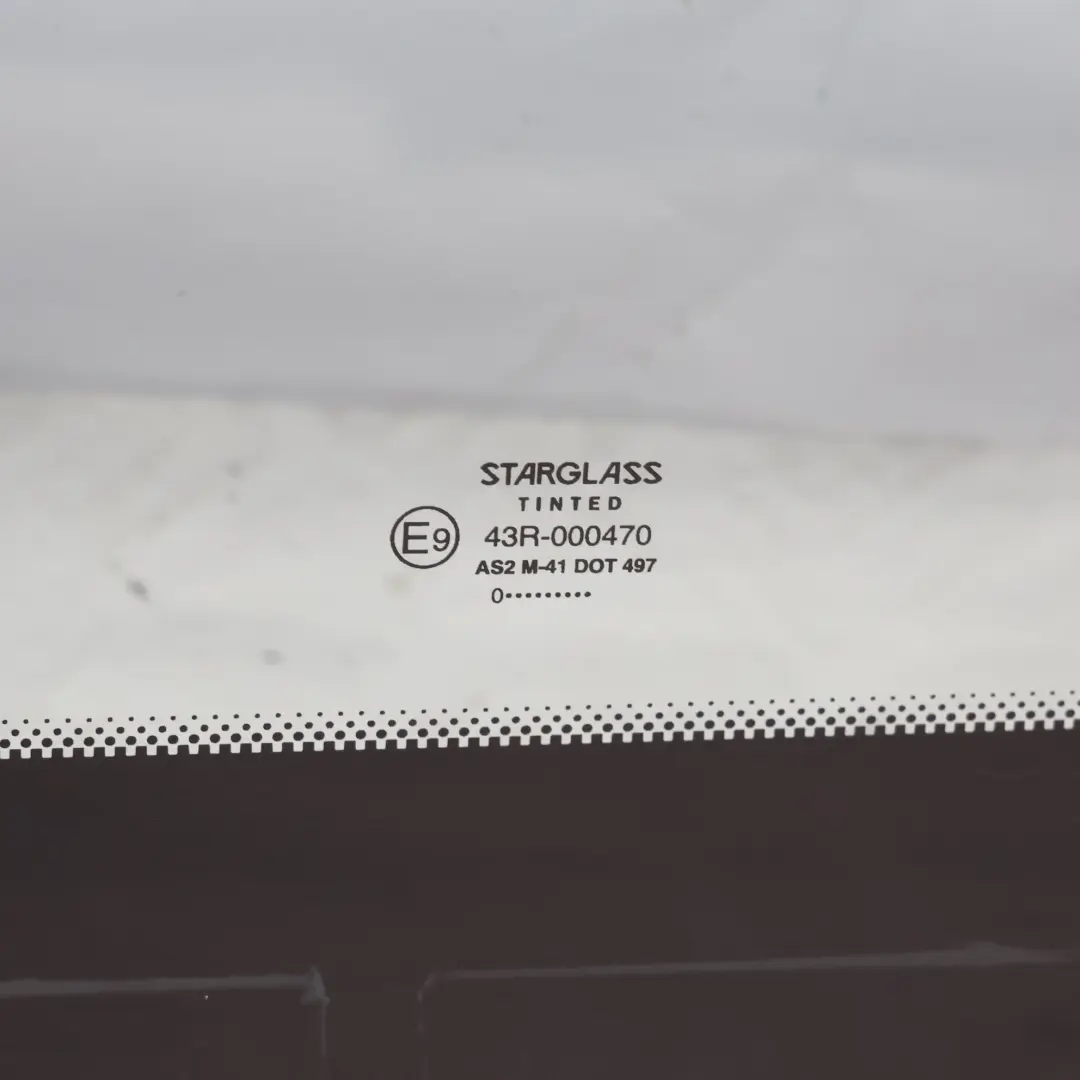 STARGLASS
TINTED
E9 43R-000470
AS2 M-41 DOT 497
0•••••••••